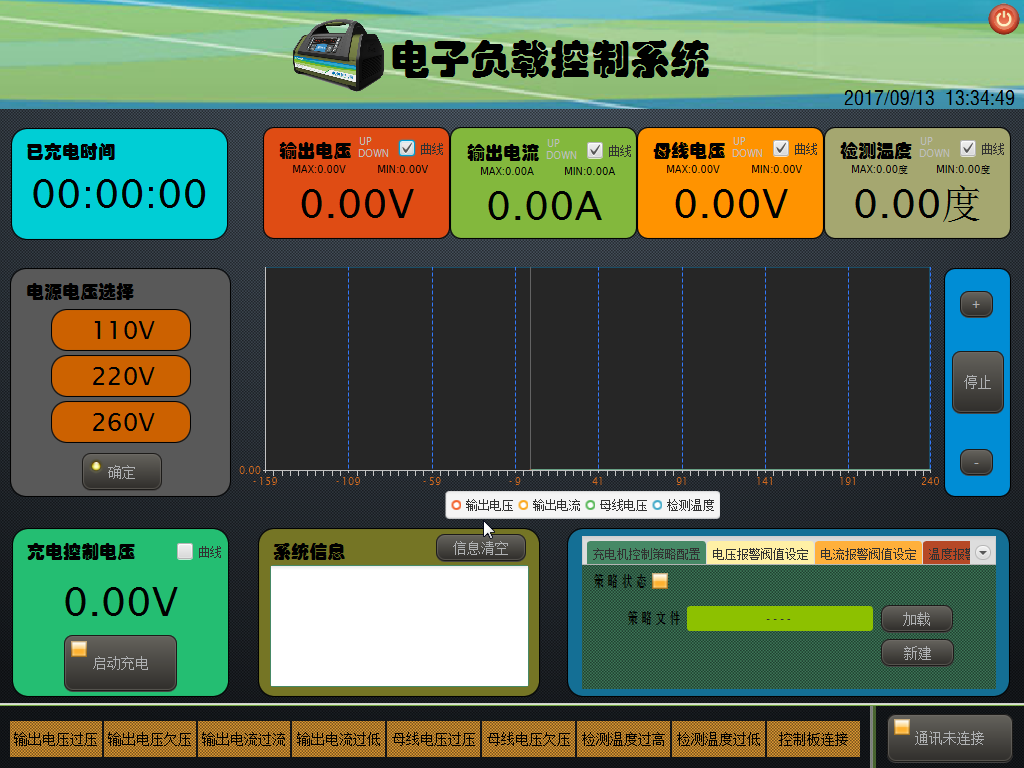 电子负载控制系统
2017/09/13 13:34:49
已充电时间
00:00:00
输出电压 UP DOWN 曲线
MAX:0.00V MIN:0.00V
0.00V
输出电流 UP DOWN 曲线
MAX:0.00A MIN:0.00A
0.00A
母线电压 UP DOWN 曲线
MAX:0.00V MIN:0.00V
0.00V
检测温度 UP DOWN 曲线
MAX:0.00度 MIN:0.00度
0.00度
电源电压选择
110V
220V
260V
确定
0.00
-159 -109 -59 -9 41 91 141 191 240
输出电压 输出电流 母线电压 检测温度
+
停止
-
充电控制电压 曲线
0.00V
启动充电
系统信息 信息清空
充电机控制策略配置 电压报警阀值设定 电流报警阀值设定 温度报警
策略状态
策略文件 ---- 加载
新建
输出电压过压 输出电压欠压 输出电流过流 输出电流过低 母线电压过压 母线电压欠压 检测温度过高 检测温度过低 控制板连接 通讯未连接